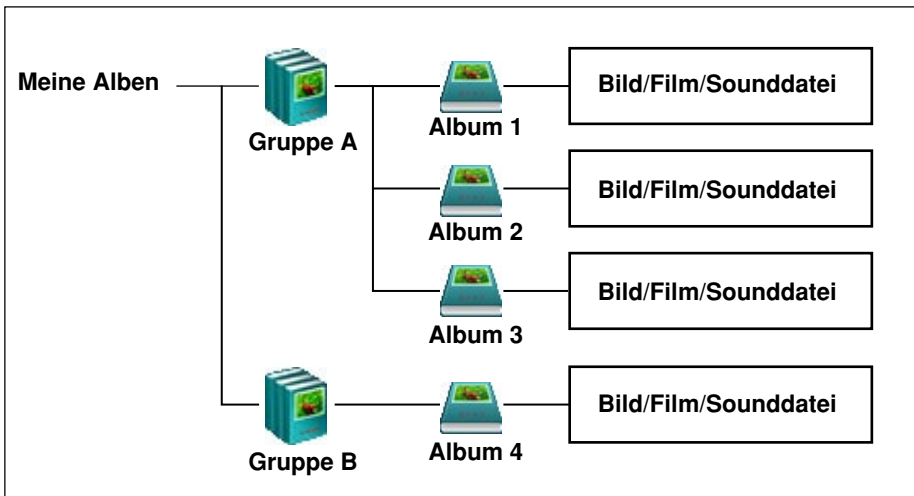 Meine Alben
Gruppe A
Album 1
Bild/Film/Sounddatei
Album 2
Bild/Film/Sounddatei
Album 3
Bild/Film/Sounddatei
Gruppe B
Album 4
Bild/Film/Sounddatei